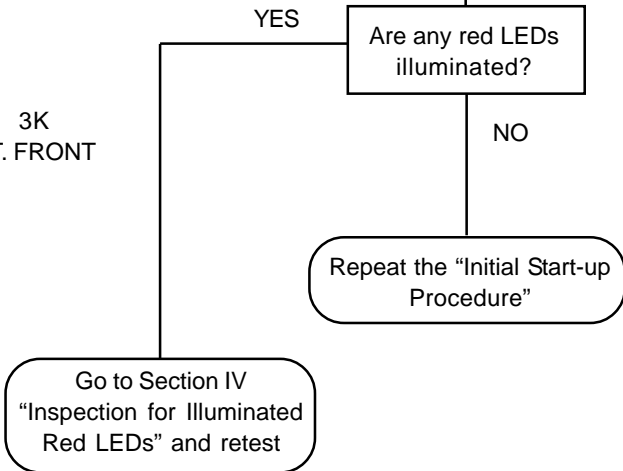 YES
Are any red LEDs
illuminated?
3K
. FRONT
NO
Repeat the “Initial Start-up
Procedure”
Go to Section IV
“Inspection for Illuminated
Red LEDs” and retest